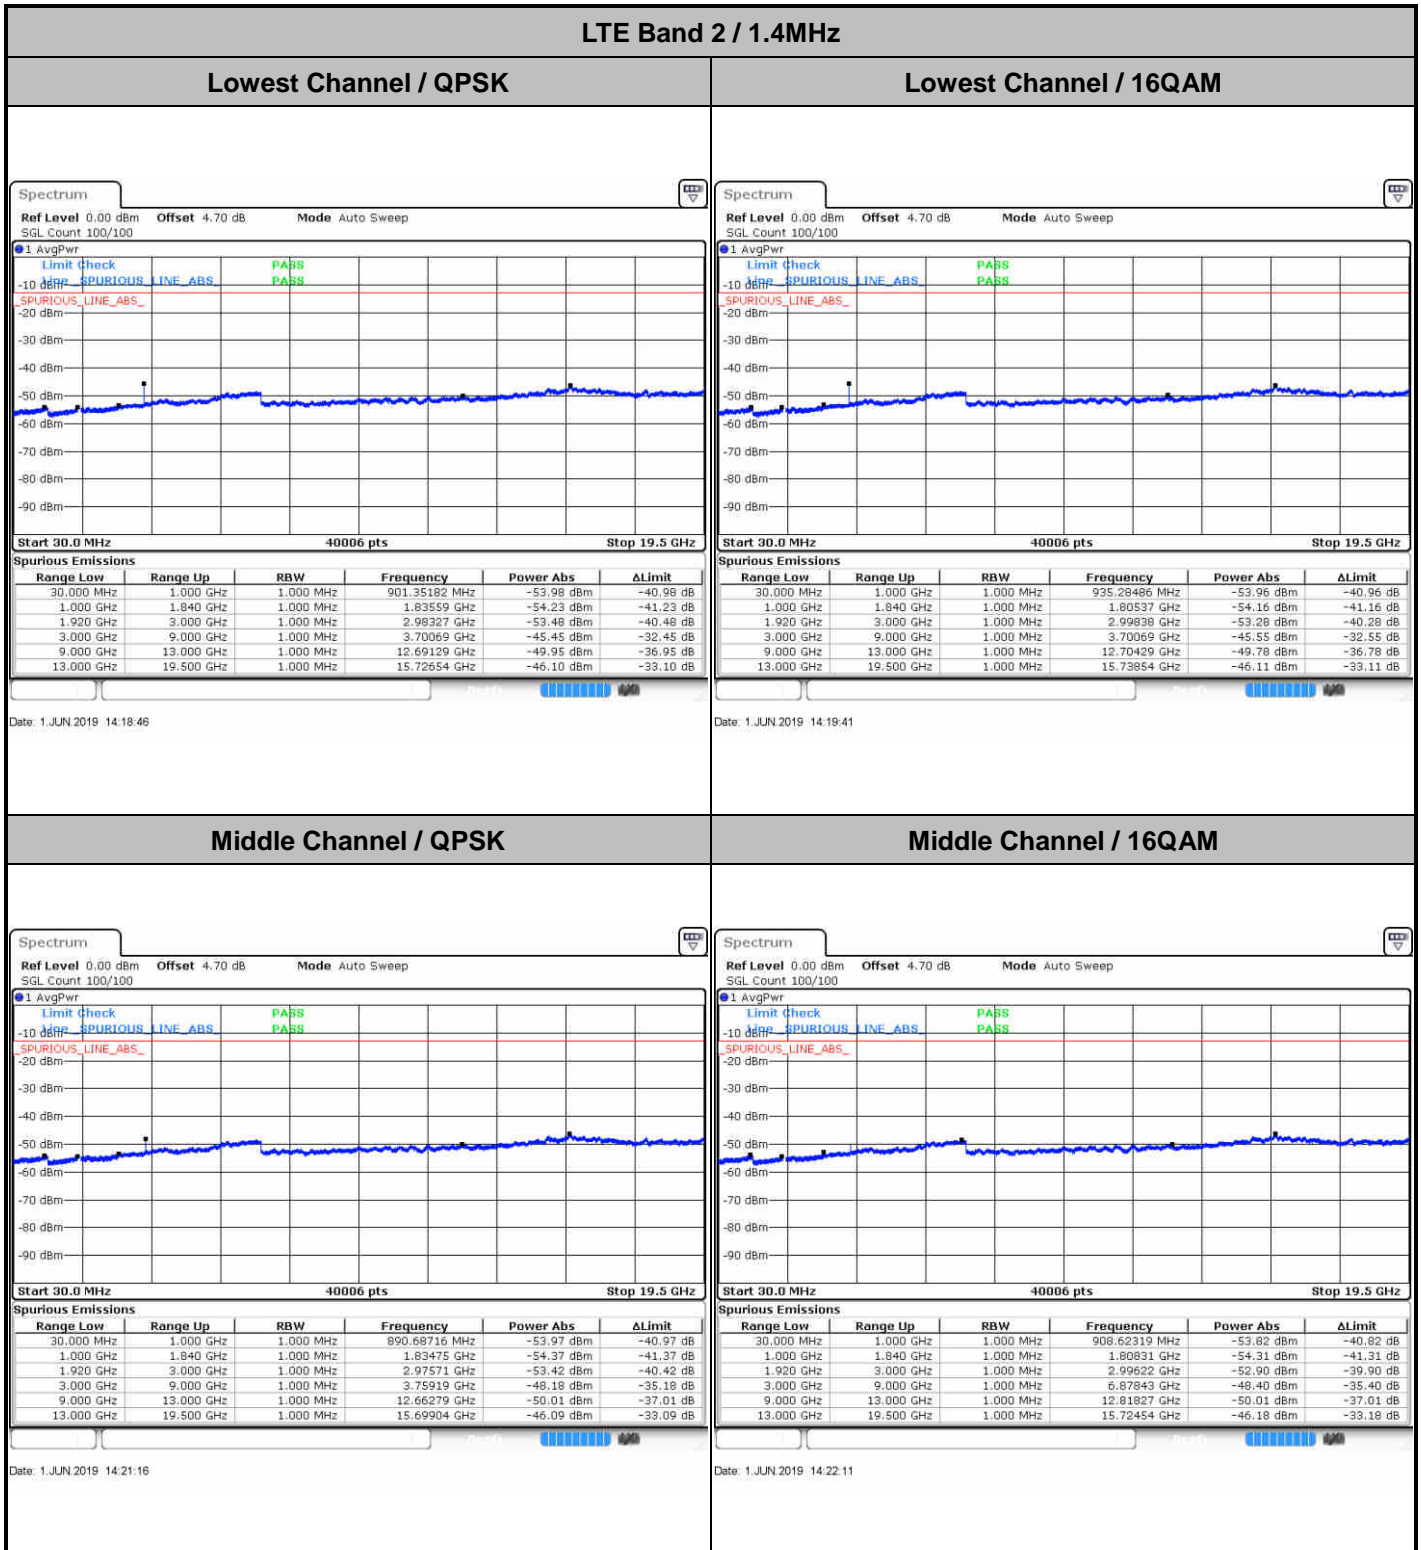 LTE Band 2 / 1.4MHz
Lowest Channel / QPSK
Lowest Channel / 16QAM
Spectrum
Ref Level 0.00 dBm Offset 4.70 dB Mode Auto Sweep
SGL Count 100/100
1 AvgPwr
Limit Check PASS
Line _SPURIOUS_LINE_ABS_ PASS
-10 dBm
_SPURIOUS_LINE_ABS_
-20 dBm
-30 dBm
-40 dBm
-50 dBm
-60 dBm
-70 dBm
-80 dBm
-90 dBm
Start 30.0 MHz 40006 pts Stop 19.5 GHz
Spurious Emissions
Range Low Range Up RBW Frequency Power Abs ΔLimit
30.000 MHz 1.000 GHz 1.000 MHz 901.35182 MHz -53.98 dBm -40.98 dB
1.000 GHz 1.840 GHz 1.000 MHz 1.83559 GHz -54.23 dBm -41.23 dB
1.920 GHz 3.000 GHz 1.000 MHz 2.98327 GHz -53.48 dBm -40.48 dB
3.000 GHz 9.000 GHz 1.000 MHz 3.70069 GHz -45.45 dBm -32.45 dB
9.000 GHz 13.000 GHz 1.000 MHz 12.69129 GHz -49.95 dBm -36.95 dB
13.000 GHz 19.500 GHz 1.000 MHz 15.72654 GHz -46.10 dBm -33.10 dB
Date: 1.JUN.2019 14:18:46
Spectrum
Ref Level 0.00 dBm Offset 4.70 dB Mode Auto Sweep
SGL Count 100/100
1 AvgPwr
Limit Check PASS
Line _SPURIOUS_LINE_ABS_ PASS
-10 dBm
_SPURIOUS_LINE_ABS_
-20 dBm
-30 dBm
-40 dBm
-50 dBm
-60 dBm
-70 dBm
-80 dBm
-90 dBm
Start 30.0 MHz 40006 pts Stop 19.5 GHz
Spurious Emissions
Range Low Range Up RBW Frequency Power Abs ΔLimit
30.000 MHz 1.000 GHz 1.000 MHz 935.28486 MHz -53.96 dBm -40.96 dB
1.000 GHz 1.840 GHz 1.000 MHz 1.80537 GHz -54.16 dBm -41.16 dB
1.920 GHz 3.000 GHz 1.000 MHz 2.99838 GHz -53.28 dBm -40.28 dB
3.000 GHz 9.000 GHz 1.000 MHz 3.70069 GHz -45.55 dBm -32.55 dB
9.000 GHz 13.000 GHz 1.000 MHz 12.70429 GHz -49.78 dBm -36.78 dB
13.000 GHz 19.500 GHz 1.000 MHz 15.73854 GHz -46.11 dBm -33.11 dB
Date: 1.JUN.2019 14:19:41
Middle Channel / QPSK
Middle Channel / 16QAM
Spectrum
Ref Level 0.00 dBm Offset 4.70 dB Mode Auto Sweep
SGL Count 100/100
1 AvgPwr
Limit Check PASS
Line _SPURIOUS_LINE_ABS_ PASS
-10 dBm
_SPURIOUS_LINE_ABS_
-20 dBm
-30 dBm
-40 dBm
-50 dBm
-60 dBm
-70 dBm
-80 dBm
-90 dBm
Start 30.0 MHz 40006 pts Stop 19.5 GHz
Spurious Emissions
Range Low Range Up RBW Frequency Power Abs ΔLimit
30.000 MHz 1.000 GHz 1.000 MHz 890.68716 MHz -53.97 dBm -40.97 dB
1.000 GHz 1.840 GHz 1.000 MHz 1.83475 GHz -54.37 dBm -41.37 dB
1.920 GHz 3.000 GHz 1.000 MHz 2.97571 GHz -53.42 dBm -40.42 dB
3.000 GHz 9.000 GHz 1.000 MHz 3.75919 GHz -48.18 dBm -35.18 dB
9.000 GHz 13.000 GHz 1.000 MHz 12.66279 GHz -50.01 dBm -37.01 dB
13.000 GHz 19.500 GHz 1.000 MHz 15.69904 GHz -46.09 dBm -33.09 dB
Date: 1.JUN.2019 14:21:16
Spectrum
Ref Level 0.00 dBm Offset 4.70 dB Mode Auto Sweep
SGL Count 100/100
1 AvgPwr
Limit Check PASS
Line _SPURIOUS_LINE_ABS_ PASS
-10 dBm
_SPURIOUS_LINE_ABS_
-20 dBm
-30 dBm
-40 dBm
-50 dBm
-60 dBm
-70 dBm
-80 dBm
-90 dBm
Start 30.0 MHz 40006 pts Stop 19.5 GHz
Spurious Emissions
Range Low Range Up RBW Frequency Power Abs ΔLimit
30.000 MHz 1.000 GHz 1.000 MHz 908.62319 MHz -53.82 dBm -40.82 dB
1.000 GHz 1.840 GHz 1.000 MHz 1.80831 GHz -54.31 dBm -41.31 dB
1.920 GHz 3.000 GHz 1.000 MHz 2.99622 GHz -52.90 dBm -39.90 dB
3.000 GHz 9.000 GHz 1.000 MHz 6.87843 GHz -48.40 dBm -35.40 dB
9.000 GHz 13.000 GHz 1.000 MHz 12.81827 GHz -50.01 dBm -37.01 dB
13.000 GHz 19.500 GHz 1.000 MHz 15.72454 GHz -46.18 dBm -33.18 dB
Date: 1.JUN.2019 14:22:11